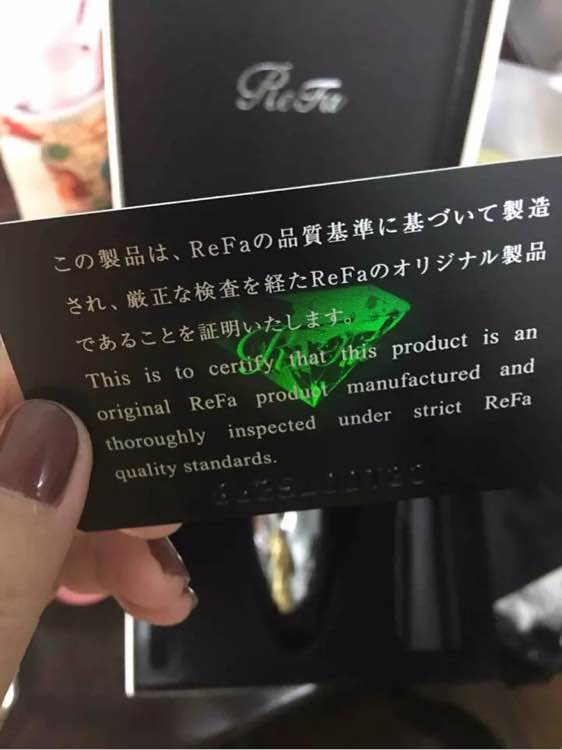 ReFa
この製品は、ReFaの品質基準に基づいて製造
され、厳正な検査を経たReFaのオリジナル製品
であることを証明いたします。
This is to certify that this product is an
original ReFa product manufactured and
thoroughly inspected under strict ReFa
quality standards.